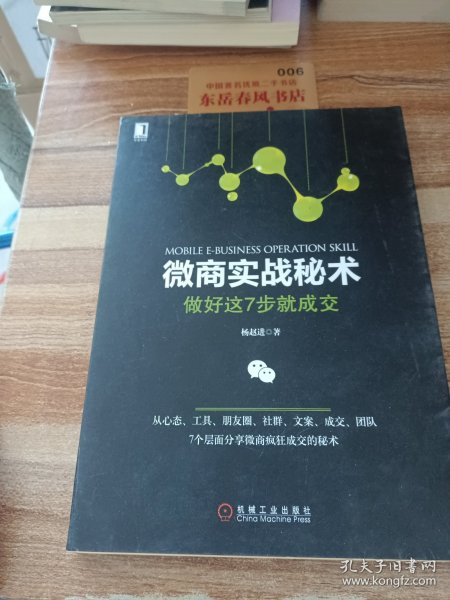 006
中国著名优质二手书店
东岳春风书店
MOBILE E-BUSINESS OPERATION SKILL
微商实战秘术
做好这7步就成交
杨赵进◎著
从心态、工具、朋友圈、社群、文案、成交、团队
7个层面分享微商疯狂成交的秘术
机械工业出版社
China Machine Press
孔夫子旧书网
www.kongfz.com